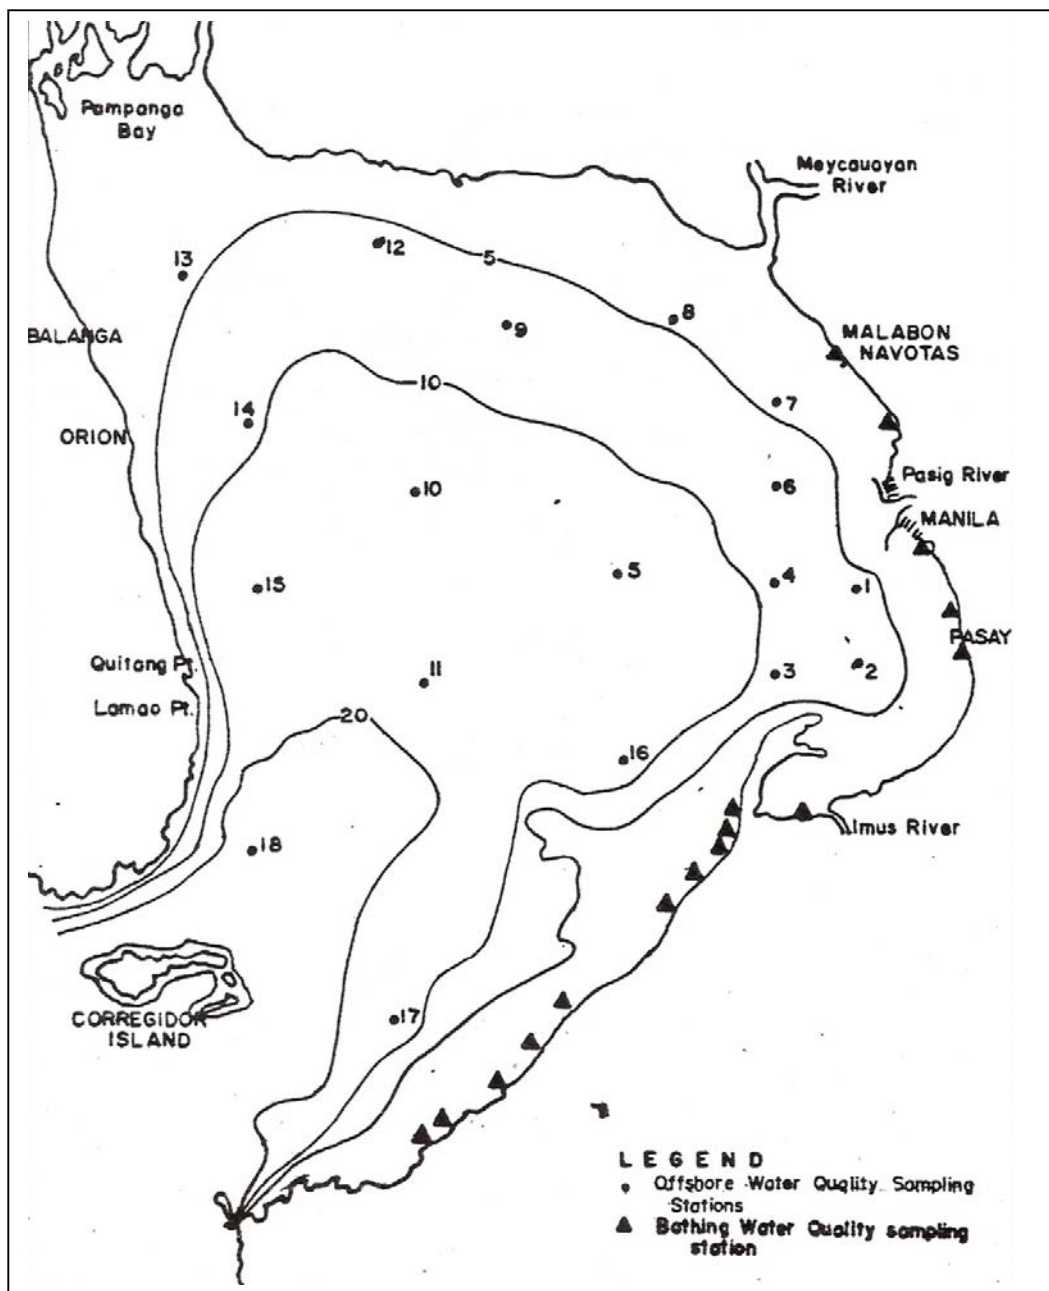 Pampanga
Bay
Meycauayan
River
13
12
5
8
9
BALANGA
MALABON
NAVOTAS
10
7
14
ORION
10
6
Pasig River
MANILA
15
5
4
1
PASAY
Quitang Pt.
11
3
2
Lamao Pt.
20
16
18
Imus River
17
CORREGIDOR
ISLAND
LEGEND
Offshore Water Quality Sampling
Stations
Bathing Water Quality sampling
station